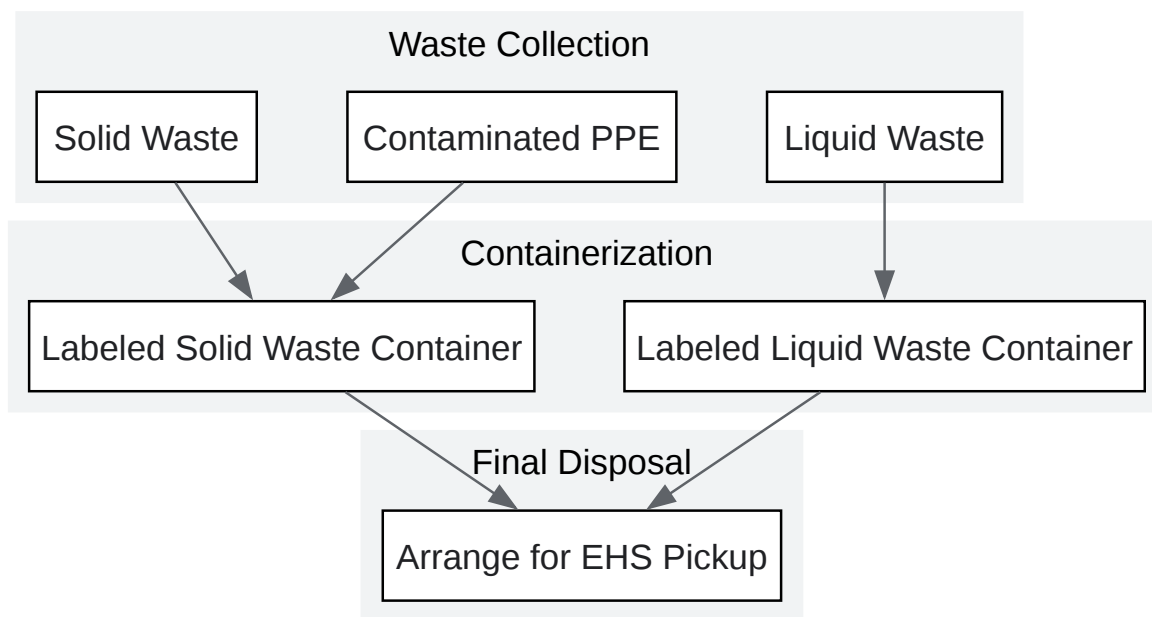 Waste Collection
Solid Waste
Contaminated PPE
Liquid Waste
Containerization
Labeled Solid Waste Container
Labeled Liquid Waste Container
Final Disposal
Arrange for EHS Pickup